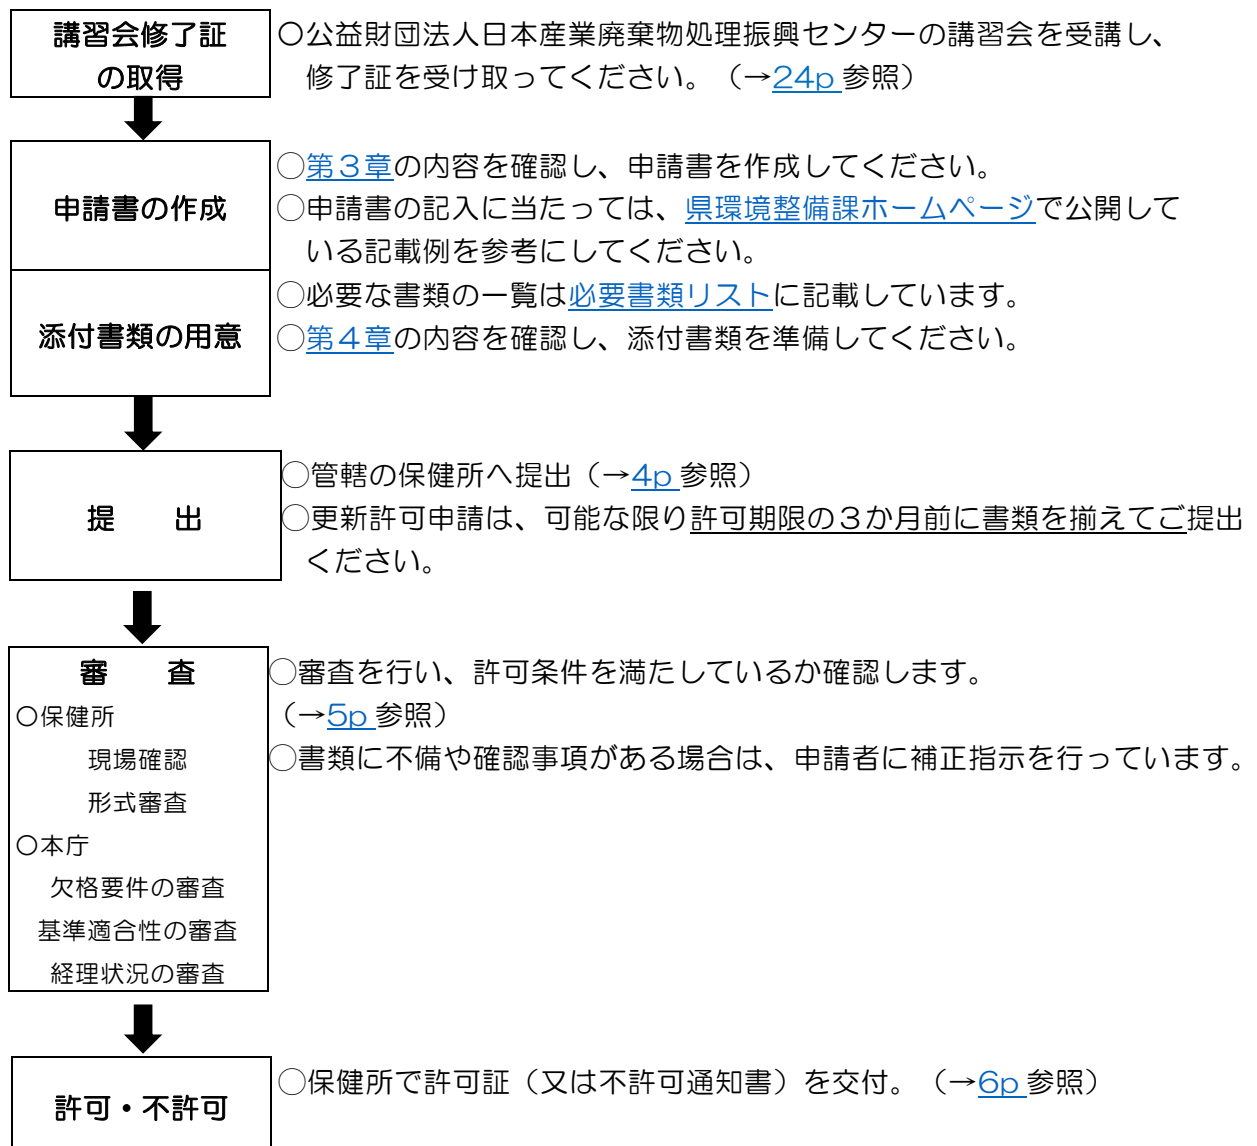 講習会修了証
の取得
〇公益財団法人日本産業廃棄物処理振興センターの講習会を受講し、
修了証を受け取ってください。（→24p 参照）
申請書の作成
○第３章の内容を確認し、申請書を作成してください。
○申請書の記入に当たっては、県環境整備課ホームページで公開して
いる記載例を参考にしてください。
添付書類の用意
○必要な書類の一覧は必要書類リストに記載しています。
○第４章の内容を確認し、添付書類を準備してください。
提　　出
○管轄の保健所へ提出（→4p 参照）
○更新許可申請は、可能な限り許可期限の３か月前に書類を揃えてご提出
ください。
審　　査
〇保健所
現場確認
形式審査
〇本庁
欠格要件の審査
基準適合性の審査
経理状況の審査
○審査を行い、許可条件を満たしているか確認します。
（→5p 参照）
○書類に不備や確認事項がある場合は、申請者に補正指示を行っています。
許可・不許可
○保健所で許可証（又は不許可通知書）を交付。（→6p 参照）